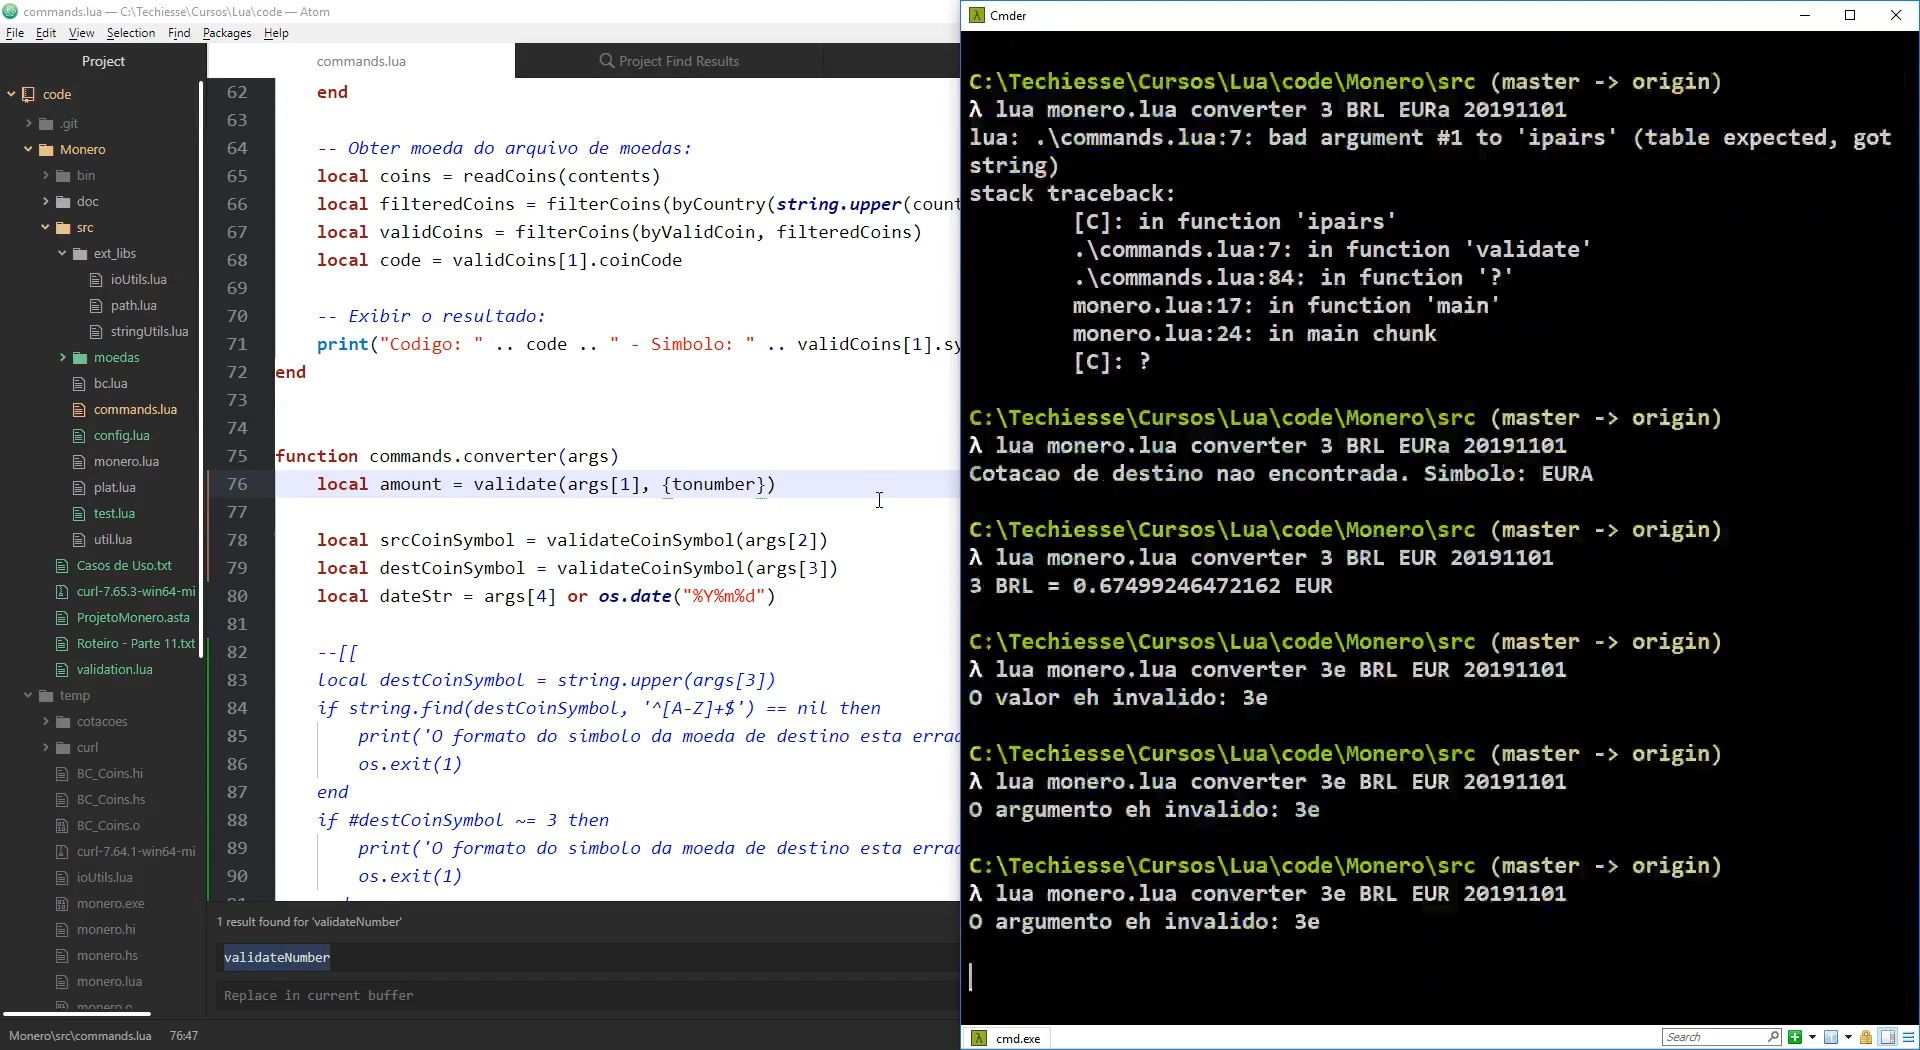 commands.lua — C:\Techiesse\Cursos\Lua\code — Atom
File Edit View Selection Find Packages Help
Project
code
.git
Monero
bin
doc
src
ext_libs
ioUtils.lua
path.lua
stringUtils.lua
moedas
bc.lua
commands.lua
config.lua
monero.lua
plat.lua
test.lua
util.lua
Casos de Uso.txt
curl-7.65.3-win64-mi
ProjetoMonero.asta
Roteiro - Parte 11.txt
validation.lua
temp
cotacoes
curl
BC_Coins.hi
BC_Coins.hs
BC_Coins.o
curl-7.64.1-win64-mi
ioUtils.lua
monero.exe
monero.hi
monero.hs
monero.lua
monero.o
commands.lua
Project Find Results
62 end
63
64 -- Obter moeda do arquivo de moedas:
65 local coins = readCoins(contents)
66 local filteredCoins = filterCoins(byCountry(string.upper(count
67 local validCoins = filterCoins(byValidCoin, filteredCoins)
68 local code = validCoins[1].coinCode
69
70 -- Exibir o resultado:
71 print("Codigo: " .. code .. " - Simbolo: " .. validCoins[1].sy
72 end
73
74
75 function commands.converter(args)
76 local amount = validate(args[1], {tonumber})
77
78 local srcCoinSymbol = validateCoinSymbol(args[2])
79 local destCoinSymbol = validateCoinSymbol(args[3])
80 local dateStr = args[4] or os.date("%Y%m%d")
81
82 --[[
83 local destCoinSymbol = string.upper(args[3])
84 if string.find(destCoinSymbol, '^[A-Z]+$') == nil then
85 print('O formato do simbolo da moeda de destino esta errad
86 os.exit(1)
87 end
88 if #destCoinSymbol ~= 3 then
89 print('O formato do simbolo da moeda de destino esta errad
90 os.exit(1)
1 result found for 'validateNumber'
validateNumber
Replace in current buffer
Monero\src\commands.lua 76:47
Cmder
C:\Techiesse\Cursos\Lua\code\Monero\src (master -> origin)
λ lua monero.lua converter 3 BRL EURa 20191101
lua: .\commands.lua:7: bad argument #1 to 'ipairs' (table expected, got
string)
stack traceback:
[C]: in function 'ipairs'
.\commands.lua:7: in function 'validate'
.\commands.lua:84: in function '?'
monero.lua:17: in function 'main'
monero.lua:24: in main chunk
[C]: ?
C:\Techiesse\Cursos\Lua\code\Monero\src (master -> origin)
λ lua monero.lua converter 3 BRL EURa 20191101
Cotacao de destino nao encontrada. Simbolo: EURA
C:\Techiesse\Cursos\Lua\code\Monero\src (master -> origin)
λ lua monero.lua converter 3 BRL EUR 20191101
3 BRL = 0.67499246472162 EUR
C:\Techiesse\Cursos\Lua\code\Monero\src (master -> origin)
λ lua monero.lua converter 3e BRL EUR 20191101
O valor eh invalido: 3e
C:\Techiesse\Cursos\Lua\code\Monero\src (master -> origin)
λ lua monero.lua converter 3e BRL EUR 20191101
O argumento eh invalido: 3e
C:\Techiesse\Cursos\Lua\code\Monero\src (master -> origin)
λ lua monero.lua converter 3e BRL EUR 20191101
O argumento eh invalido: 3e
cmd.exe
Search